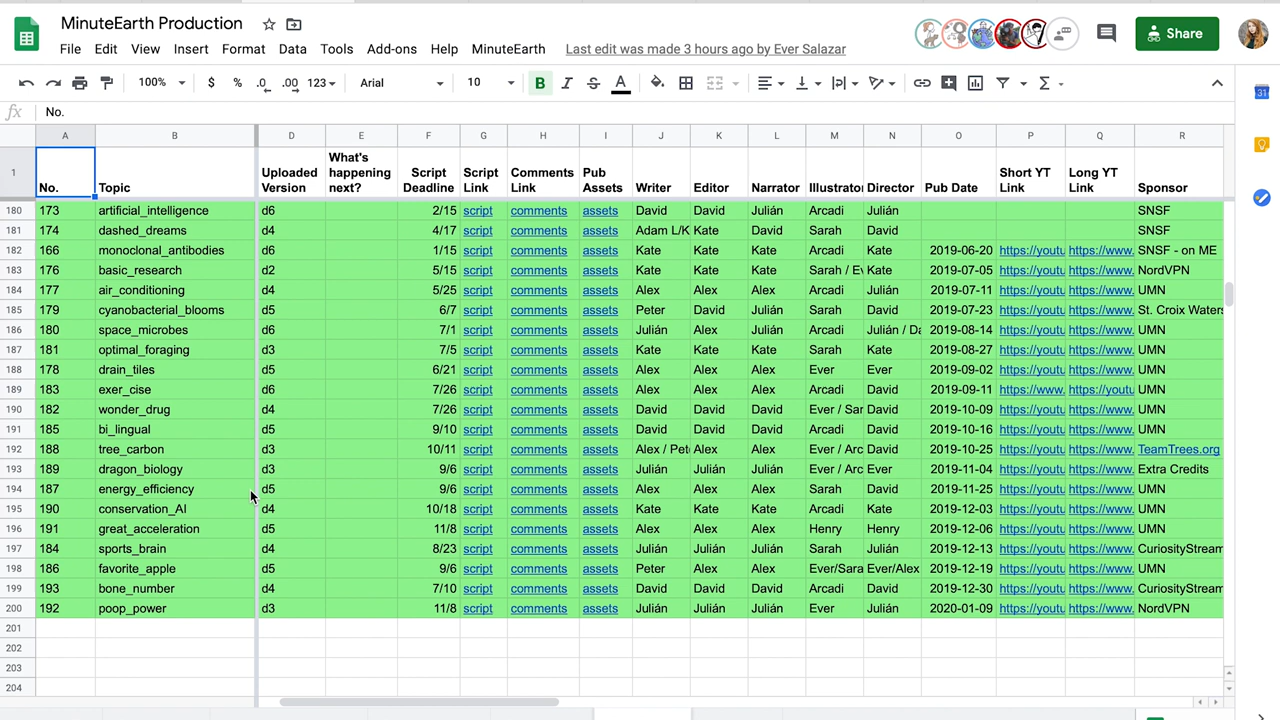 MinuteEarth Production
File Edit View Insert Format Data Tools Add-ons Help MinuteEarth Last edit was made 3 hours ago by Ever Salazar
Share
100% $ % .0 .00 123 Arial 10 B I S A
fx No.
A B D E F G H I J K L M N O P Q R
1 No. Topic Uploaded Version What's happening next? Script Deadline Script Link Comments Link Pub Assets Writer Editor Narrator Illustrator Director Pub Date Short YT Link Long YT Link Sponsor
180 173 artificial_intelligence d6 2/15 script comments assets David David Julián Arcadi Julián SNSF
181 174 dashed_dreams d4 4/17 script comments assets Adam L/K Kate David Sarah David SNSF
182 166 monoclonal_antibodies d6 1/15 script comments assets Kate Kate Kate Arcadi Kate 2019-06-20 https://youtu https://www. SNSF - on ME
183 176 basic_research d2 5/15 script comments assets Kate Kate Kate Sarah / Ev Kate 2019-07-05 https://youtu https://www. NordVPN
184 177 air_conditioning d4 5/25 script comments assets Alex Alex Alex Arcadi Alex 2019-07-11 https://youtu https://www. UMN
185 179 cyanobacterial_blooms d5 6/7 script comments assets Peter David Alex Sarah David 2019-07-23 https://youtu https://www. St. Croix Waters
186 180 space_microbes d6 7/1 script comments assets Julián Alex Julián Arcadi Julián / Da 2019-08-14 https://youtu https://www. UMN
187 181 optimal_foraging d3 7/5 script comments assets Kate Kate Kate Sarah Kate 2019-08-27 https://youtu https://www. UMN
188 178 drain_tiles d5 6/21 script comments assets Alex Alex Alex Ever Ever 2019-09-02 https://youtu https://www. UMN
189 183 exer_cise d6 7/26 script comments assets Alex Alex Alex Arcadi David 2019-09-11 https://www. https://youtu UMN
190 182 wonder_drug d4 7/26 script comments assets David David David Ever / Sar David 2019-10-09 https://youtu https://www. UMN
191 185 bi_lingual d5 9/10 script comments assets David David David Arcadi David 2019-10-16 https://youtu https://www. UMN
192 188 tree_carbon d3 10/11 script comments assets Alex / Pet Alex Alex Ever / Arc David 2019-10-25 https://youtu https://www. TeamTrees.org
193 189 dragon_biology d3 9/6 script comments assets Julián Julián Julián Ever / Arc Ever 2019-11-04 https://youtu https://www. Extra Credits
194 187 energy_efficiency d5 9/6 script comments assets Alex Alex Alex Sarah David 2019-11-25 https://youtu https://www. UMN
195 190 conservation_AI d4 10/18 script comments assets Kate Kate Kate Arcadi Kate 2019-12-03 https://youtu https://www. UMN
196 191 great_acceleration d5 11/8 script comments assets Alex Alex Alex Henry Henry 2019-12-06 https://youtu https://www. UMN
197 184 sports_brain d4 8/23 script comments assets Julián Julián Julián Sarah Julián 2019-12-13 https://youtu https://www. CuriosityStream
198 186 favorite_apple d5 9/6 script comments assets Peter Alex Alex Ever/Sara Ever/Alex 2019-12-19 https://youtu https://www. UMN
199 193 bone_number d4 7/10 script comments assets David David David Arcadi David 2019-12-30 https://youtu https://www. CuriosityStream
200 192 poop_power d3 11/8 script comments assets Julián Julián Julián Ever Julián 2020-01-09 https://youtu https://www. NordVPN
201
202
203
204
31